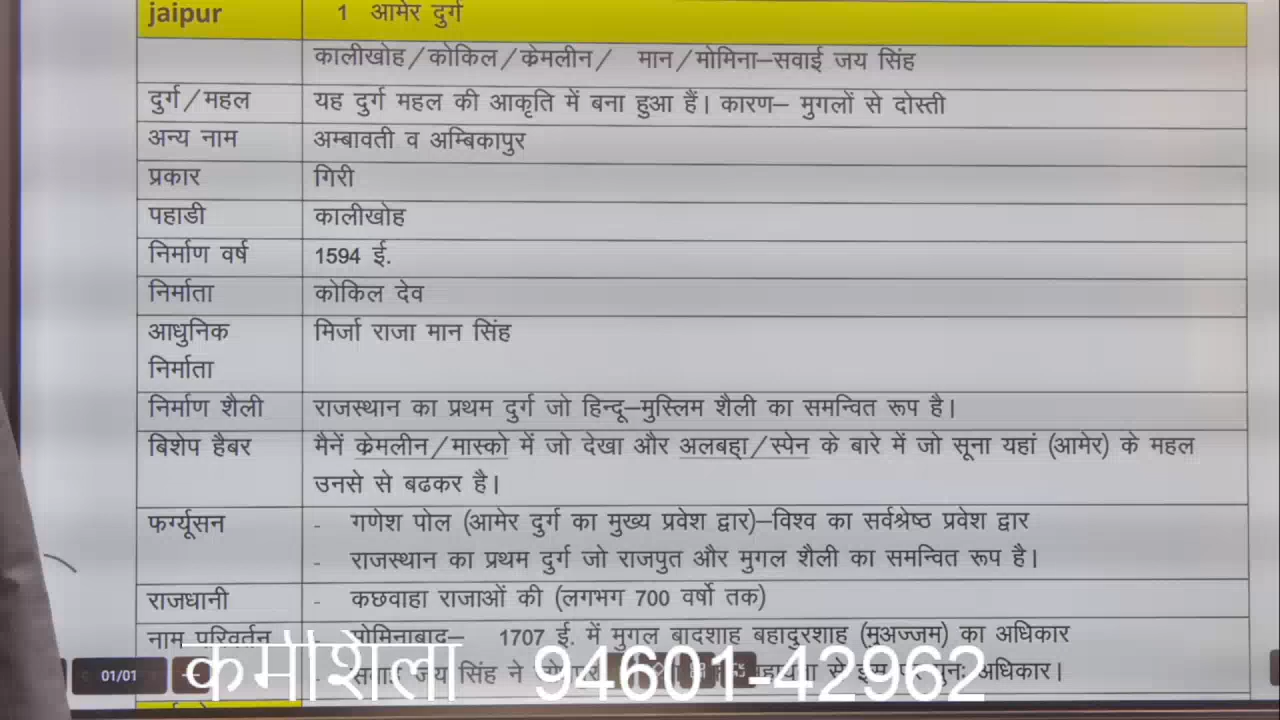 jaipur 1 आमेर दुर्ग
कालीखोह/कोकिल/क्रेमलीन/ मान/मोमिना–सवाई जय सिंह
दुर्ग/महल यह दुर्ग महल की आकृति में बना हुआ हैं। कारण– मुगलों से दोस्ती
अन्य नाम अम्बावती व अम्बिकापुर
प्रकार गिरी
पहाडी कालीखोह
निर्माण वर्ष 1594 ई.
निर्माता कोकिल देव
आधुनिक मिर्जा राजा मान सिंह
निर्माता
निर्माण शैली राजस्थान का प्रथम दुर्ग जो हिन्दू–मुस्लिम शैली का समन्वित रूप है।
बिशेप हैबर मैनें क्रेमलीन/मास्को में जो देखा और अलबह्रा/स्पेन के बारे में जो सूना यहां (आमेर) के महल
उनसे से बढकर है।
फर्ग्यूसन - गणेश पोल (आमेर दुर्ग का मुख्य प्रवेश द्वार)–विश्व का सर्वश्रेष्ठ प्रवेश द्वार
- राजस्थान का प्रथम दुर्ग जो राजपुत और मुगल शैली का समन्वित रूप है।
राजधानी - कछवाहा राजाओं की (लगभग 700 वर्षो तक)
नाम परिवर्तन मोमिनाबाद– 1707 ई. में मुगल बादशाह बहादुरशाह (मुअज्जम) का अधिकार
- सवाई जय सिंह ने से पुनः अधिकार।
01/01
कर्मशिला 94601-42962